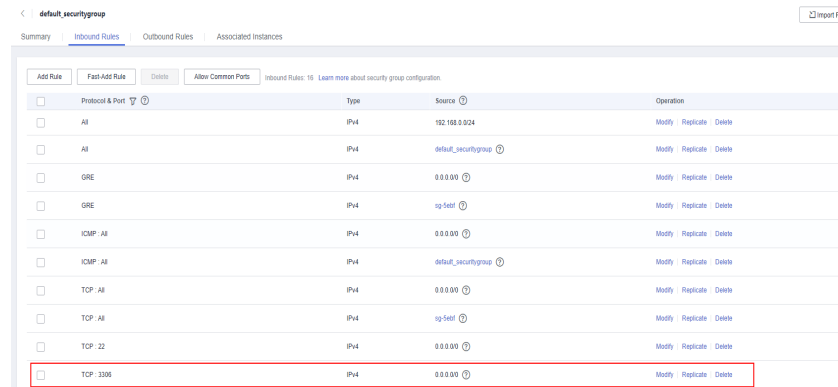 default_securitygroup
Import R
Summary Inbound Rules Outbound Rules Associated Instances
Add Rule Fast-Add Rule Delete Allow Common Ports Inbound Rules: 16 Learn more about security group configuration.
Protocol & Port Type Source Operation
All IPv4 192.168.0.0/24 Modify Replicate Delete
All IPv4 default_securitygroup Modify Replicate Delete
GRE IPv4 0.0.0.0/0 Modify Replicate Delete
GRE IPv4 sg-5ebf Modify Replicate Delete
ICMP : All IPv4 0.0.0.0/0 Modify Replicate Delete
ICMP : All IPv4 default_securitygroup Modify Replicate Delete
TCP : All IPv4 0.0.0.0/0 Modify Replicate Delete
TCP : All IPv4 sg-5ebf Modify Replicate Delete
TCP : 22 IPv4 0.0.0.0/0 Modify Replicate Delete
TCP : 3306 IPv4 0.0.0.0/0 Modify Replicate Delete